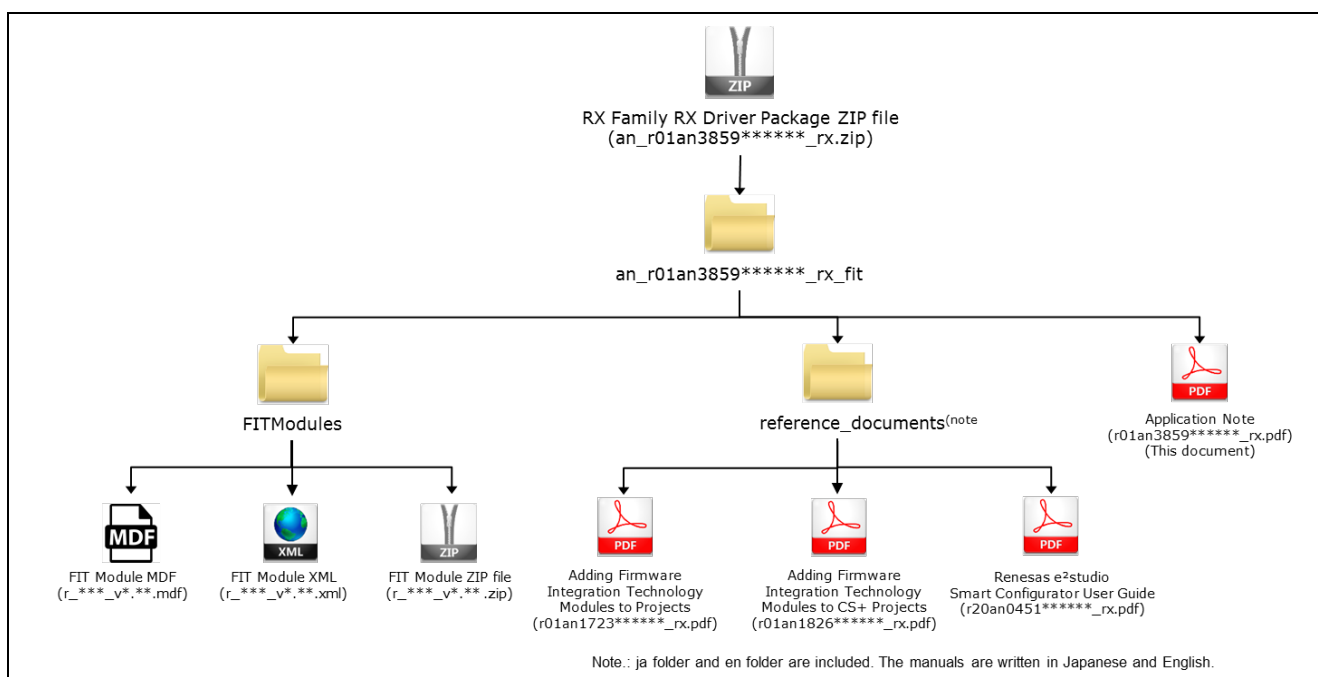 ZIP
RX Family RX Driver Package ZIP file
(an_r01an3859******_rx.zip)
an_r01an3859******_rx_fit
FITModules
reference_documents(note
PDF
Application Note
(r01an3859******_rx.pdf)
(This document)
MDF
FIT Module MDF
(r_***_v*.**.mdf)
XML
FIT Module XML
(r_***_v*.**.xml)
ZIP
FIT Module ZIP file
(r_***_v*.**.zip)
PDF
Adding Firmware
Integration Technology
Modules to Projects
(r01an1723******_rx.pdf)
PDF
Adding Firmware
Integration Technology
Modules to CS+ Projects
(r01an1826******_rx.pdf)
PDF
Renesas e²studio
Smart Configurator User Guide
(r20an0451******_rx.pdf)
Note.: ja folder and en folder are included. The manuals are written in Japanese and English.